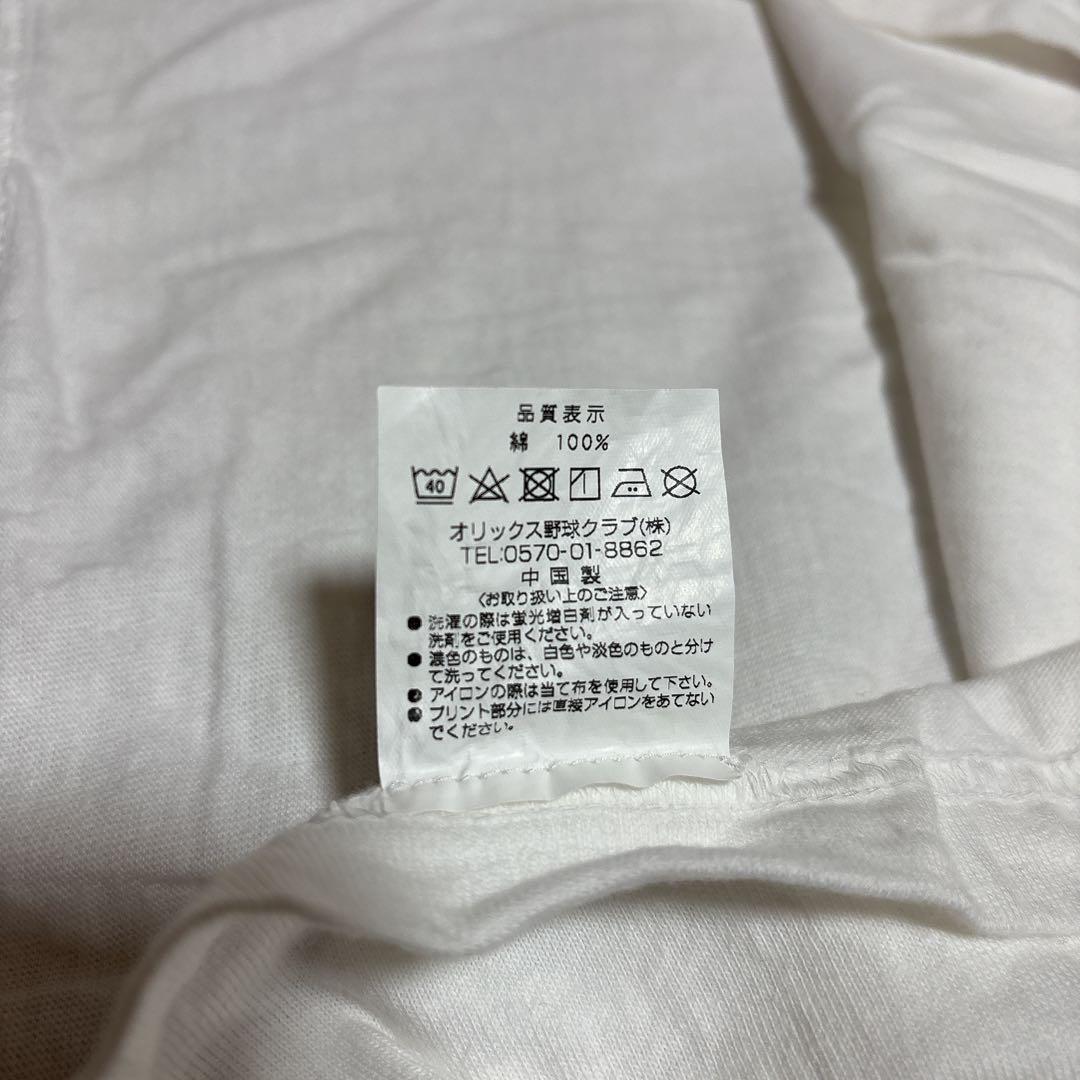 品質表示
綿 100%
40
オリックス野球クラブ(株)
TEL:0570-01-8862
中国製
〈お取り扱い上のご注意〉
● 洗濯の際は蛍光増白剤が入っていない
洗剤をご使用ください。
● 濃色のものは、白色や淡色のものと分け
て洗ってください。
● アイロンの際は当て布を使用して下さい。
● プリント部分には直接アイロンをあてない
でください。